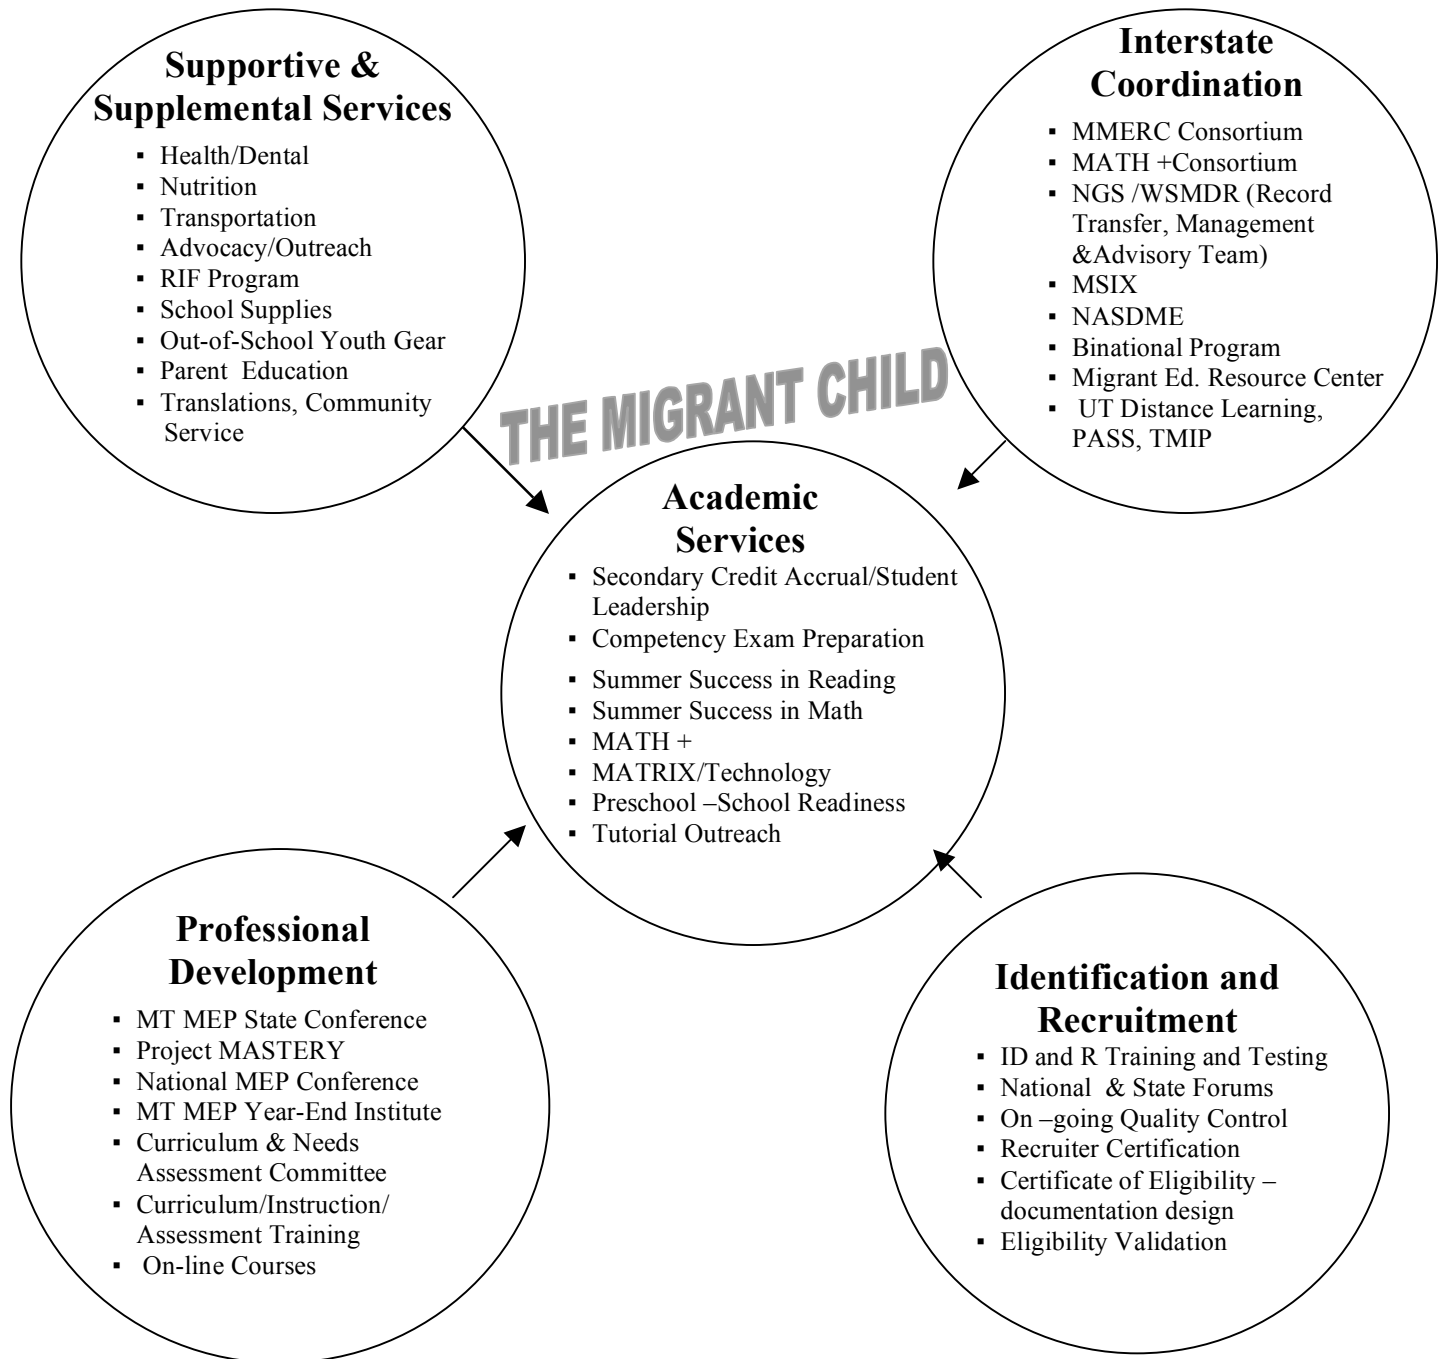 Supportive &
Supplemental Services
▪ Health/Dental
▪ Nutrition
▪ Transportation
▪ Advocacy/Outreach
▪ RIF Program
▪ School Supplies
▪ Out-of-School Youth Gear
▪ Parent Education
▪ Translations, Community
Service
Interstate
Coordination
▪ MMERC Consortium
▪ MATH +Consortium
▪ NGS /WSMDR (Record
Transfer, Management
&Advisory Team)
▪ MSIX
▪ NASDME
▪ Binational Program
▪ Migrant Ed. Resource Center
▪ UT Distance Learning,
PASS, TMIP
THE MIGRANT CHILD
Academic
Services
▪ Secondary Credit Accrual/Student
Leadership
▪ Competency Exam Preparation
▪ Summer Success in Reading
▪ Summer Success in Math
▪ MATH +
▪ MATRIX/Technology
▪ Preschool –School Readiness
▪ Tutorial Outreach
Professional
Development
▪ MT MEP State Conference
▪ Project MASTERY
▪ National MEP Conference
▪ MT MEP Year-End Institute
▪ Curriculum & Needs
Assessment Committee
▪ Curriculum/Instruction/
Assessment Training
▪ On-line Courses
Identification and
Recruitment
▪ ID and R Training and Testing
▪ National & State Forums
▪ On –going Quality Control
▪ Recruiter Certification
▪ Certificate of Eligibility –
documentation design
▪ Eligibility Validation